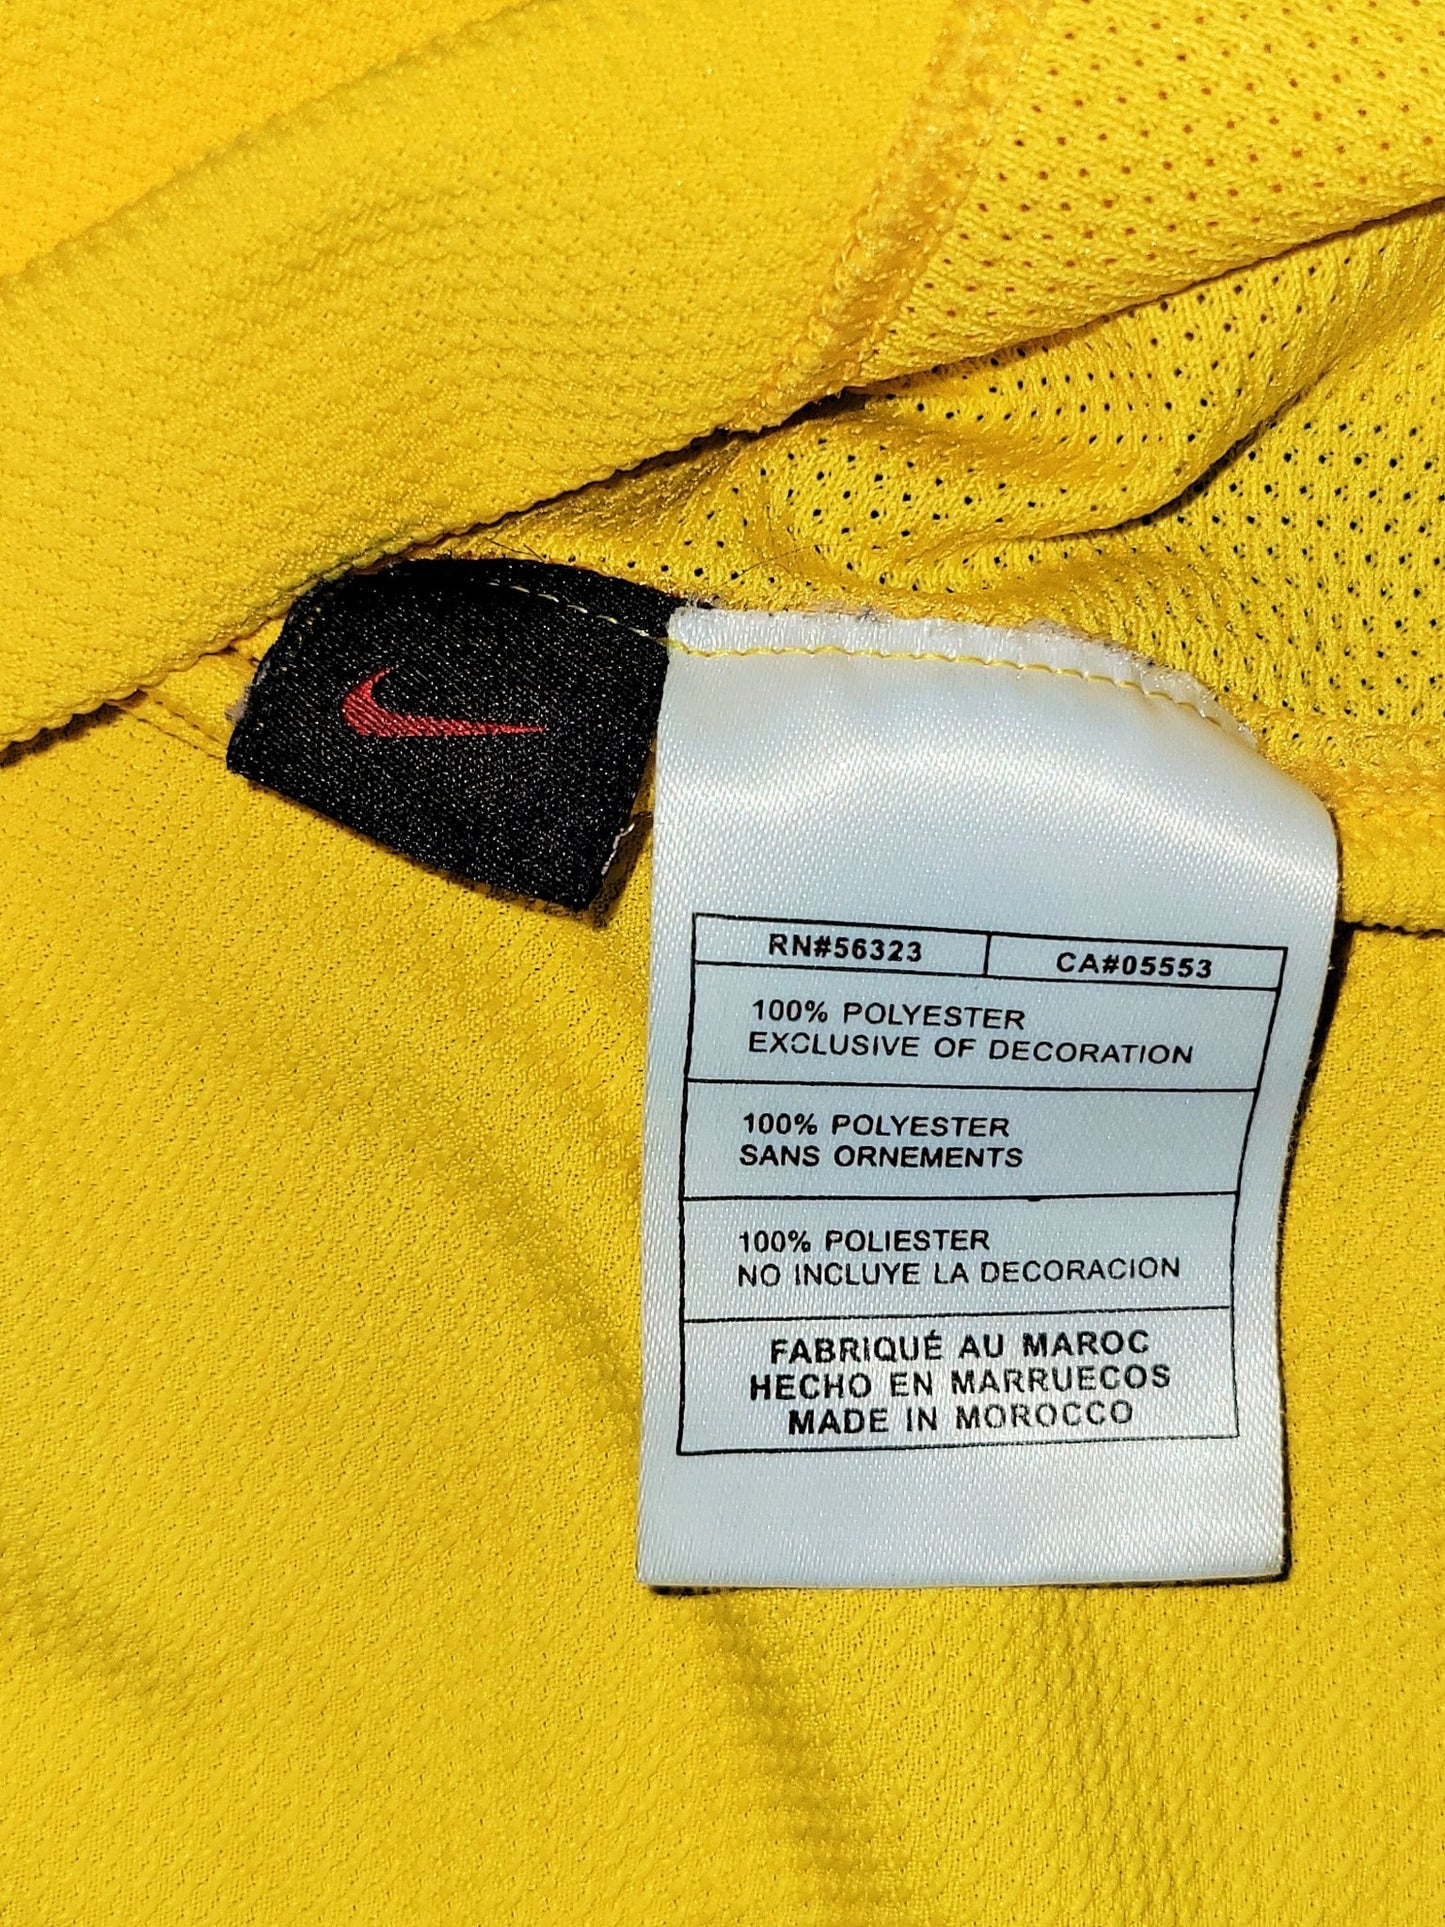 RN#56323 CA#05553
100% POLYESTER
EXCLUSIVE OF DECORATION
100% POLYESTER
SANS ORNEMENTS
100% POLIESTER
NO INCLUYE LA DECORACION
FABRIQUÉ AU MAROC
HECHO EN MARRUECOS
MADE IN MOROCCO